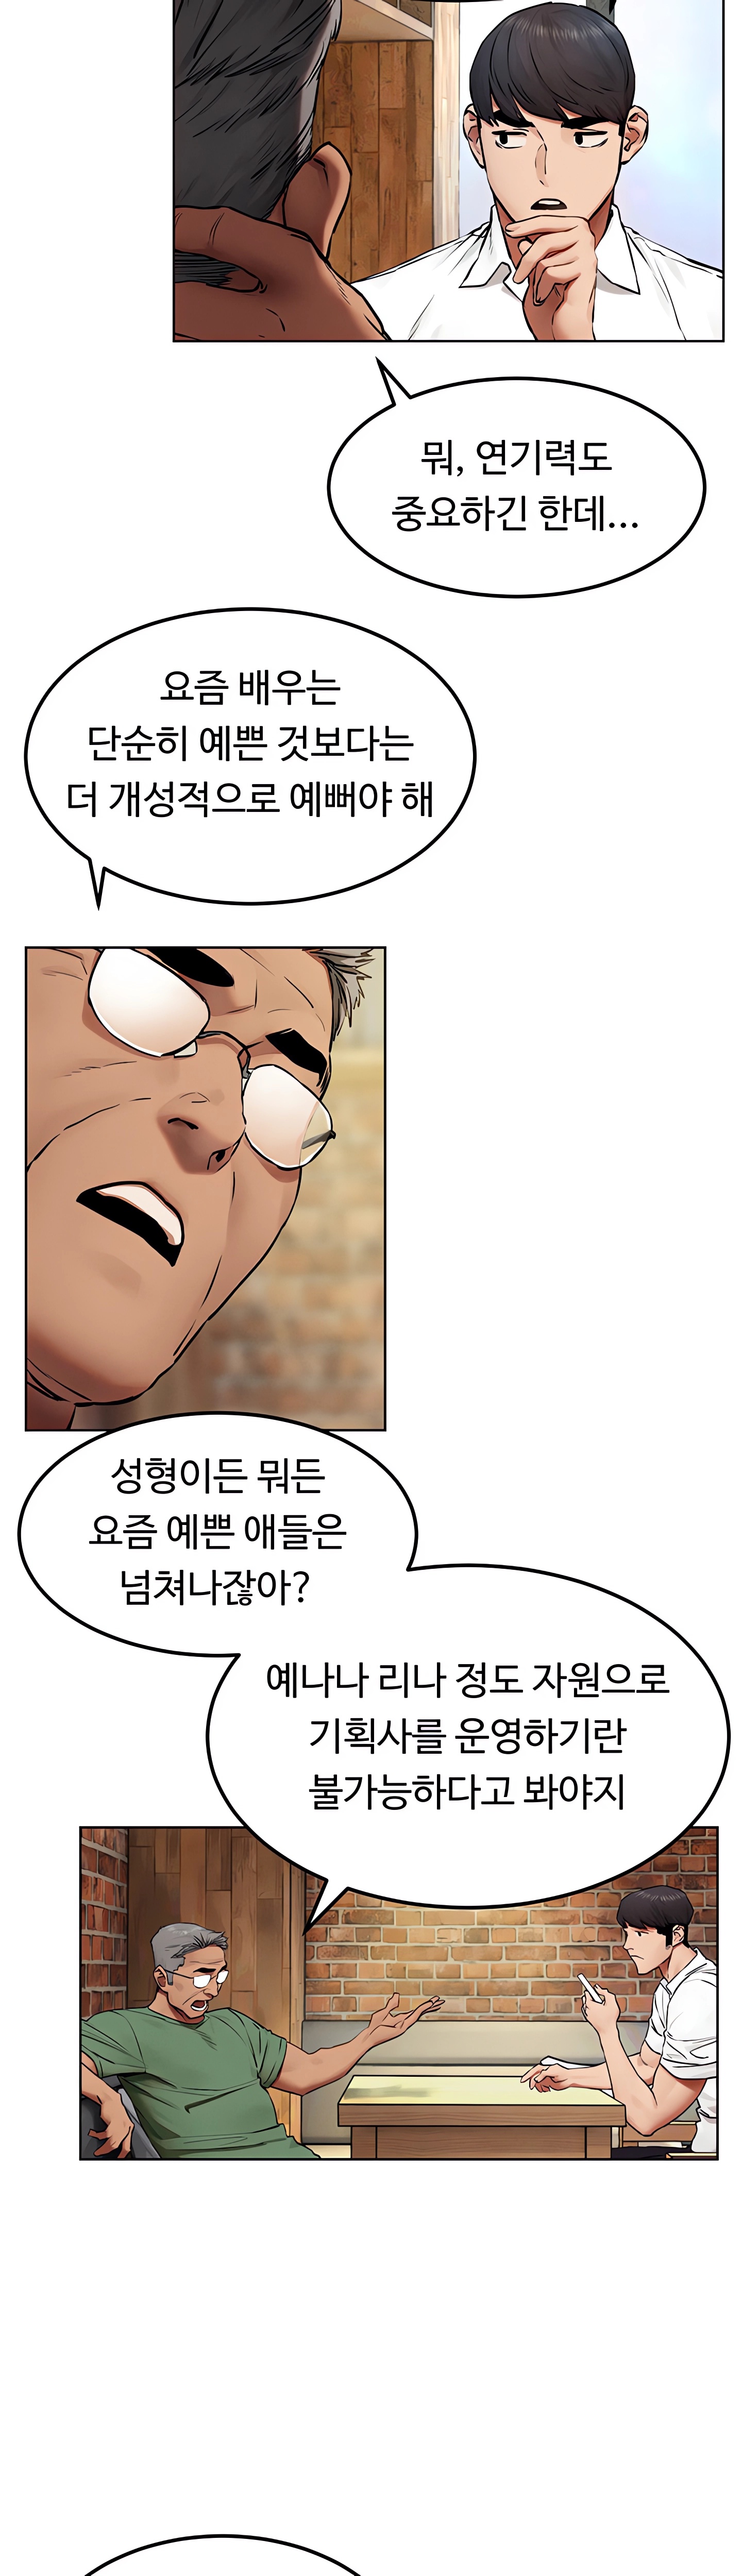 뭐, 연기력도
중요하긴 한데...
요즘 배우는
단순히 예쁜 것보다는
더 개성적으로 예뻐야 해
성형이든 뭐든
요즘 예쁜 애들은
넘쳐나잖아?
예나나 리나 정도 자원으로
기획사를 운영하기란
불가능하다고 봐야지